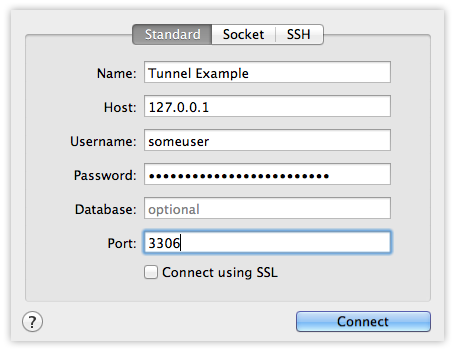 Standard Socket SSH
Name: Tunnel Example
Host: 127.0.0.1
Username: someuser
Password: •••••••••••••••••••••••••
Database: optional
Port: 3306
Connect using SSL
? Connect